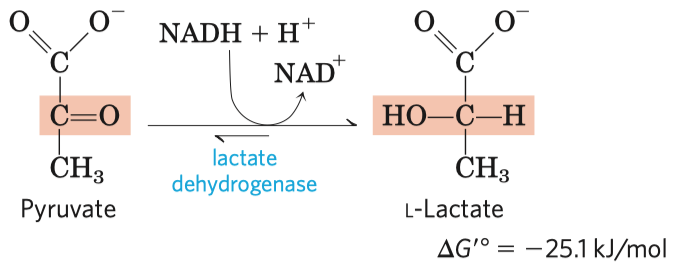 O O⁻
C
C=O
CH₃
Pyruvate
NADH + H⁺
NAD⁺
lactate
dehydrogenase
O O⁻
C
HO—C—H
CH₃
L-Lactate
ΔG′° = −25.1 kJ/mol